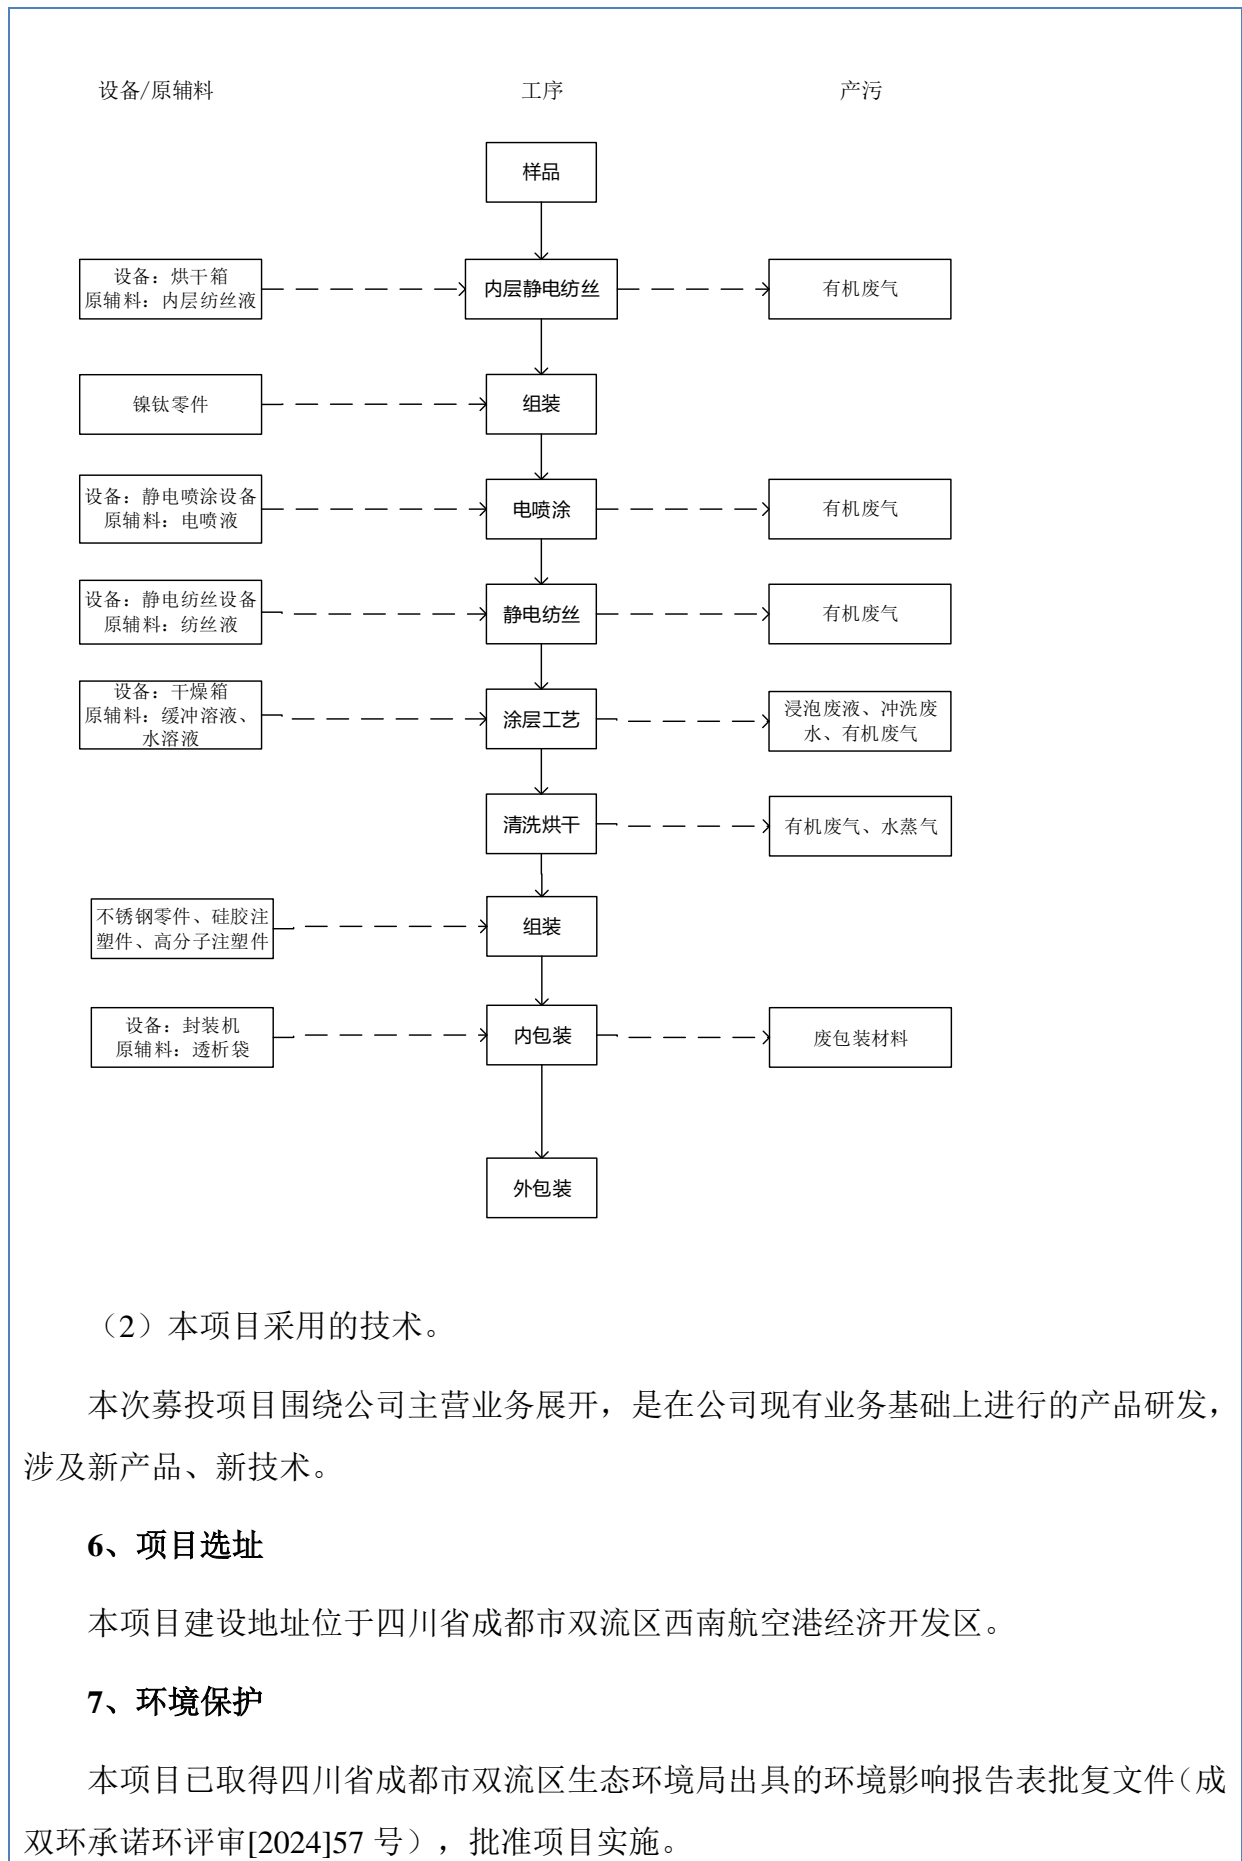 设备/原辅料 工序 产污
样品
设备：烘干箱
原辅料：内层纺丝液
内层静电纺丝
有机废气
镍钛零件
组装
设备：静电喷涂设备
原辅料：电喷液
电喷涂
有机废气
设备：静电纺丝设备
原辅料：纺丝液
静电纺丝
有机废气
设备：干燥箱
原辅料：缓冲溶液、
水溶液
涂层工艺
浸泡废液、冲洗废
水、有机废气
清洗烘干
有机废气、水蒸气
不锈钢零件、硅胶注
塑件、高分子注塑件
组装
设备：封装机
原辅料：透析袋
内包装
废包装材料
外包装
（2）本项目采用的技术。
本次募投项目围绕公司主营业务展开，是在公司现有业务基础上进行的产品研发，
涉及新产品、新技术。
6、项目选址
本项目建设地址位于四川省成都市双流区西南航空港经济开发区。
7、环境保护
本项目已取得四川省成都市双流区生态环境局出具的环境影响报告表批复文件（成
双环承诺环评审[2024]57 号），批准项目实施。